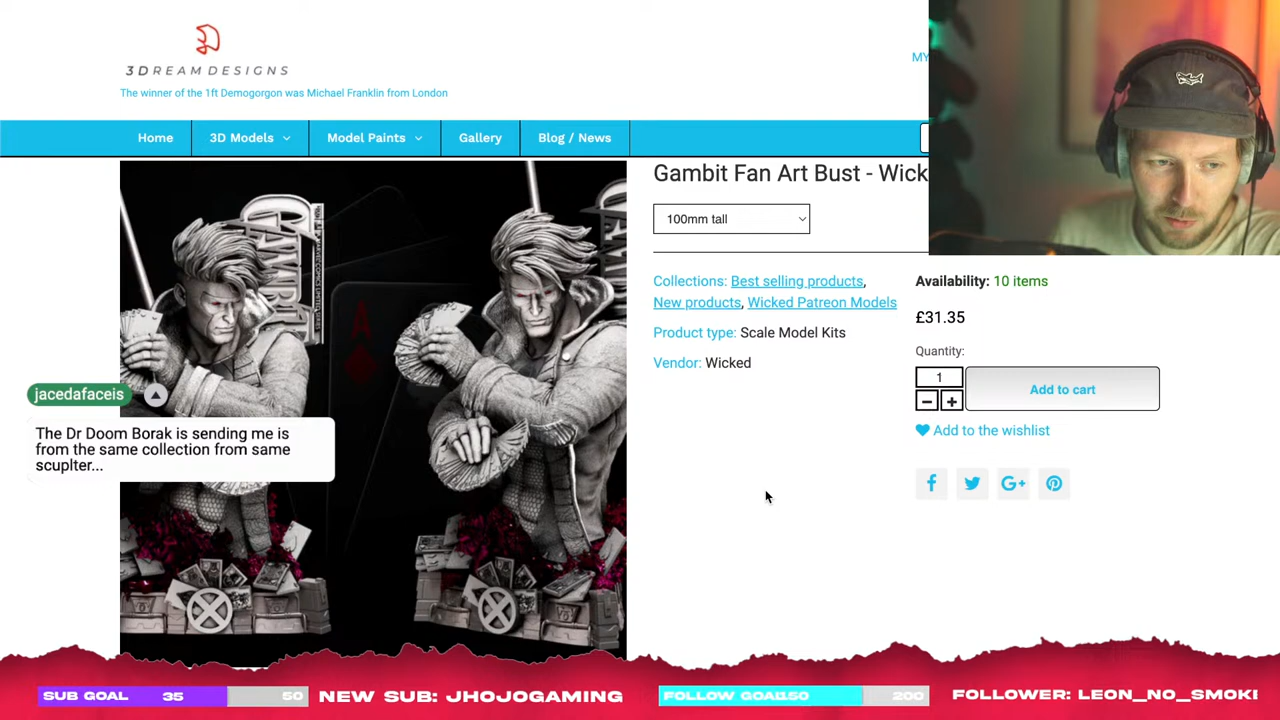 3DREAMDESIGNS
The winner of the 1ft Demogorgon was Michael Franklin from London
MY
Home
3D Models
Model Paints
Gallery
Blog / News
Gambit Fan Art Bust - Wick
100mm tall
Collections: Best selling products,
New products, Wicked Patreon Models
Product type: Scale Model Kits
Vendor: Wicked
Availability: 10 items
£31.35
Quantity:
1
Add to cart
Add to the wishlist
GAMBIT
A
jacedafaceis
The Dr Doom Borak is sending me is
from the same collection from same
scuplter...
SUB GOAL 35 50
NEW SUB: JHOJOGAMING
FOLLOW GOAL 150 200
FOLLOWER: LEON_NO_SMOKI